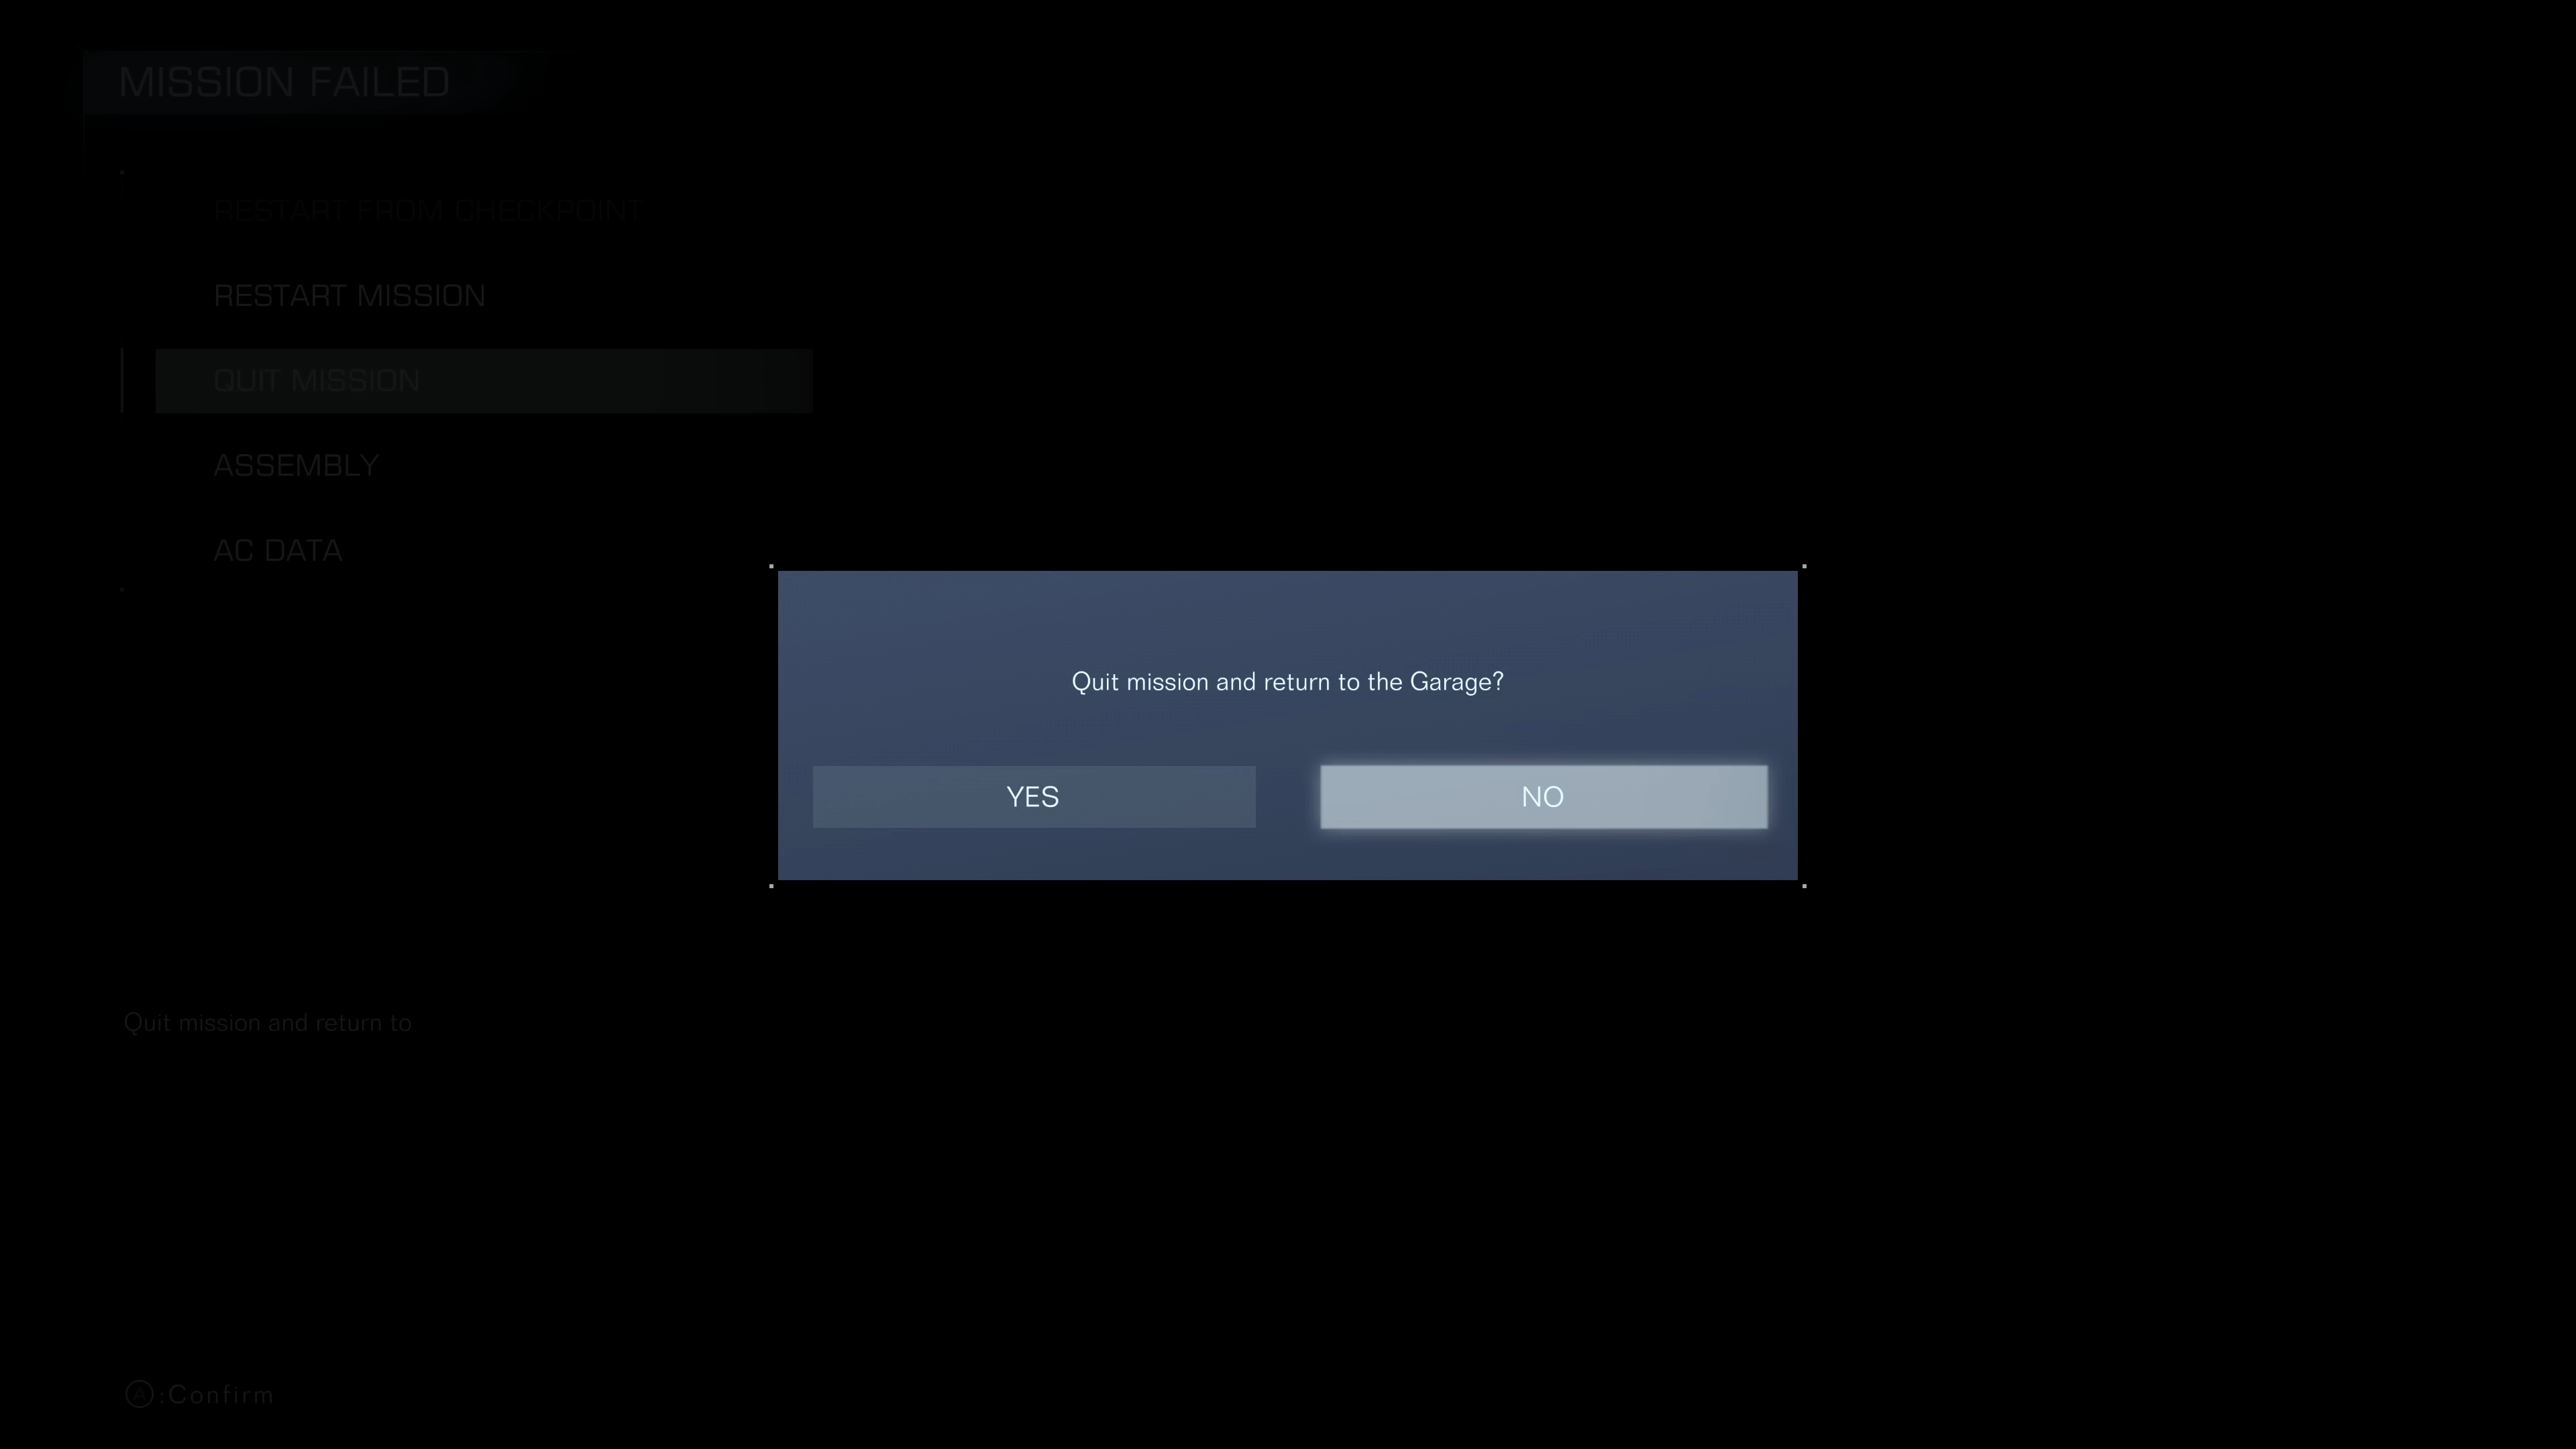 MISSION FAILED
RESTART FROM CHECKPOINT
RESTART MISSION
QUIT MISSION
ASSEMBLY
AC DATA
Quit mission and return to the Garage?
YES
NO
Quit mission and return to
Ⓐ:Confirm